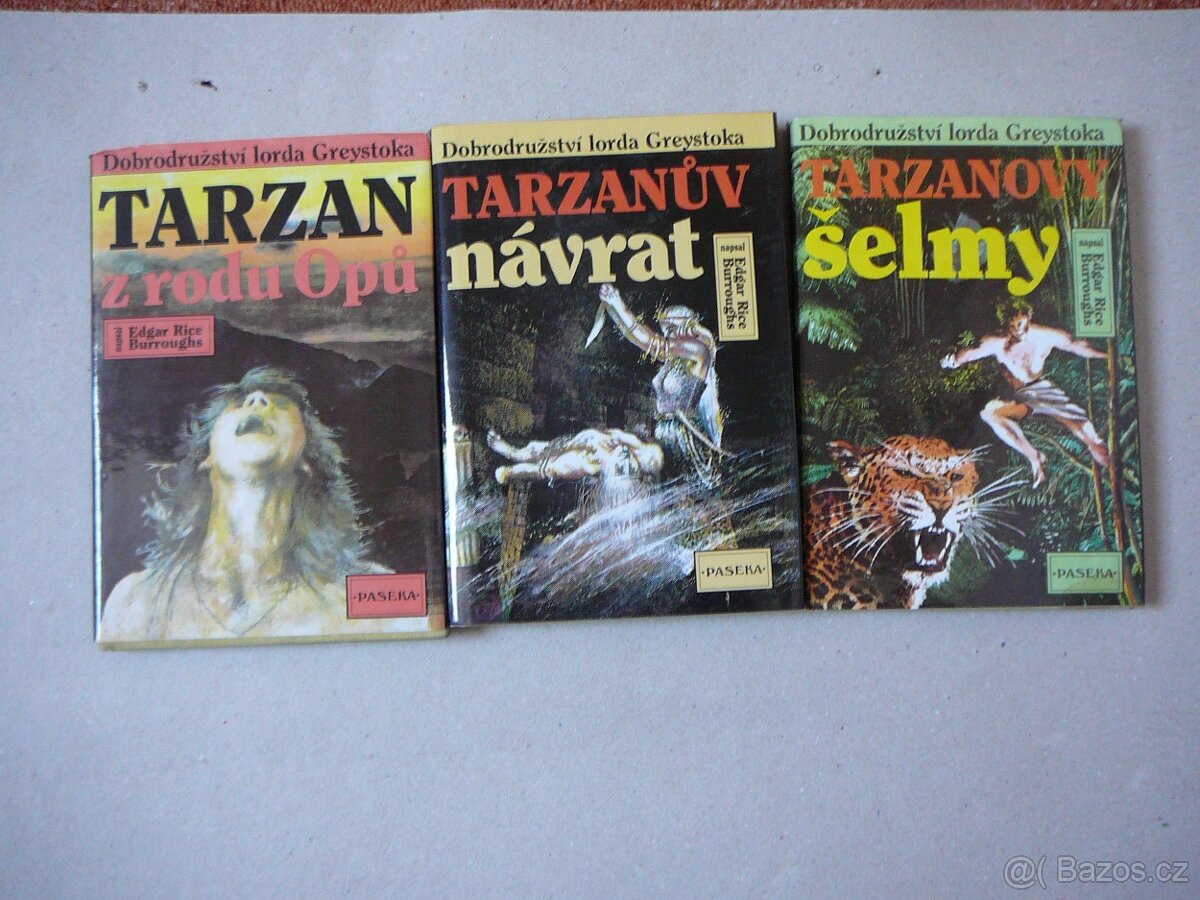 Dobrodružství lorda Greystoka
TARZAN
z rodu Opů
napsal
Edgar Rice
Burroughs
PASEKA
Dobrodružství lorda Greystoka
TARZANŮV
návrat
napsal
Edgar Rice
Burroughs
PASEKA
Dobrodružství lorda Greystoka
TARZANOVY
šelmy
napsal
Edgar Rice
Burroughs
PASEKA
@( Bazos.cz